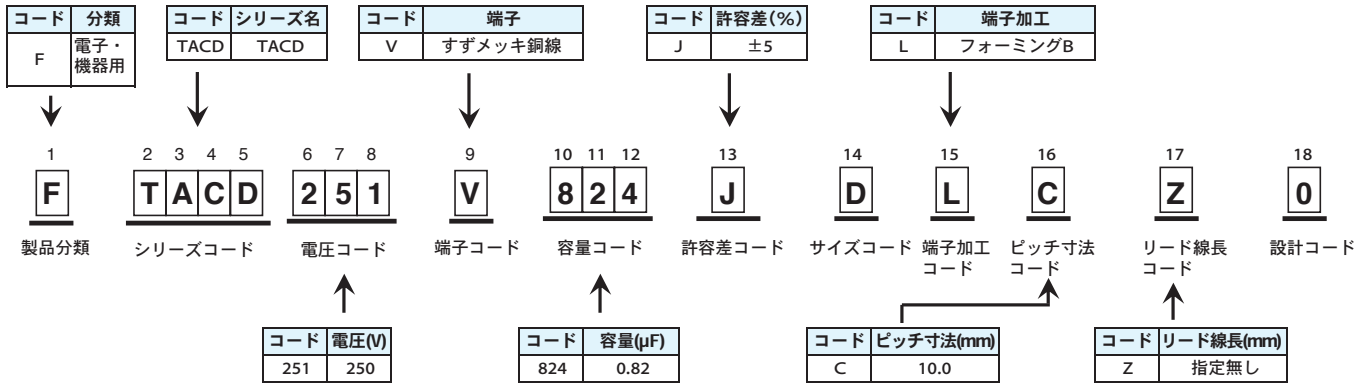 コード 分類
F 電子・
機器用
コード シリーズ名
TACD TACD
コード 端子
V すずメッキ銅線
コード 許容差(%)
J ±5
コード 端子加工
L フォーミングB
1 2 3 4 5 6 7 8 9 10 11 12 13 14 15 16 17 18
F T A C D 2 5 1 V 8 2 4 J D L C Z 0
製品分類 シリーズコード 電圧コード 端子コード 容量コード 許容差コード サイズコード 端子加工 ピッチ寸法 リード線長 設計コード
コード コード コード
コード 電圧(V)
251 250
コード 容量(μF)
824 0.82
コード ピッチ寸法(mm)
C 10.0
コード リード線長(mm)
Z 指定無し